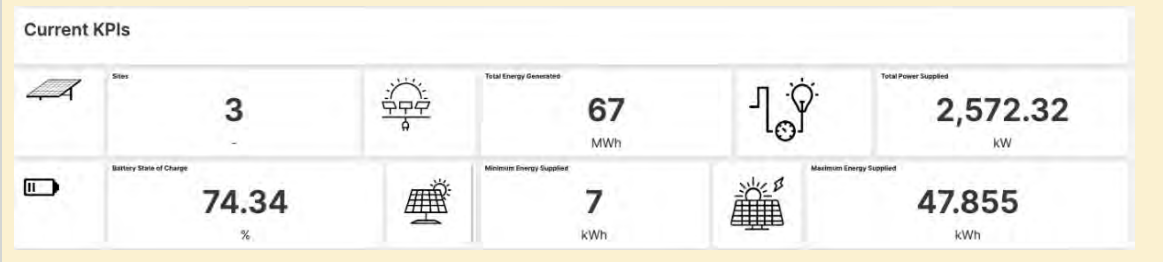 Current KPIs
Sites
3
-
Total Energy Generated
67
MWh
Total Power Supplied
2,572.32
kW
Battery State of Charge
74.34
%
Minimum Energy Supplied
7
kWh
Maximum Energy Supplied
47.855
kWh